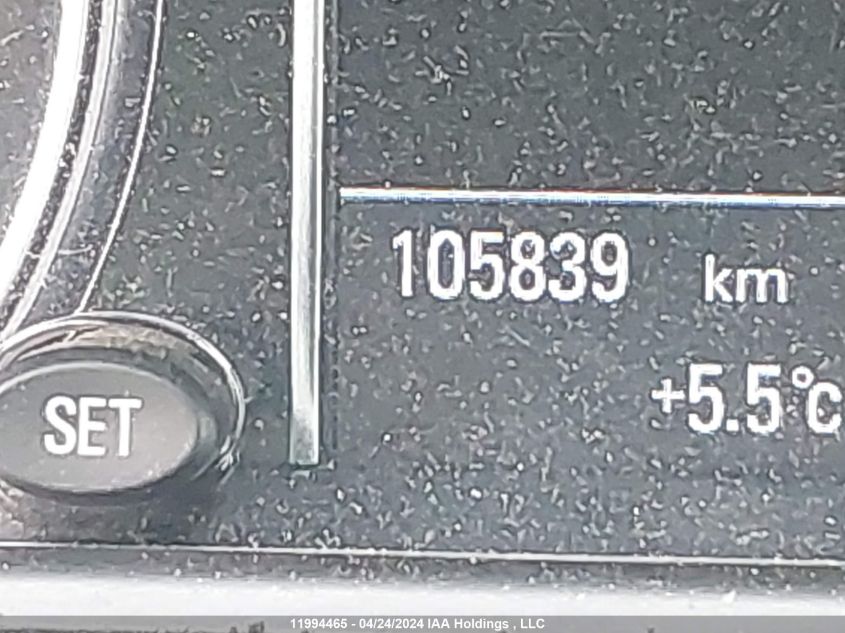 105839 km
+5.5°C
SET
11994465 - 04/24/2024 IAA Holdings , LLC